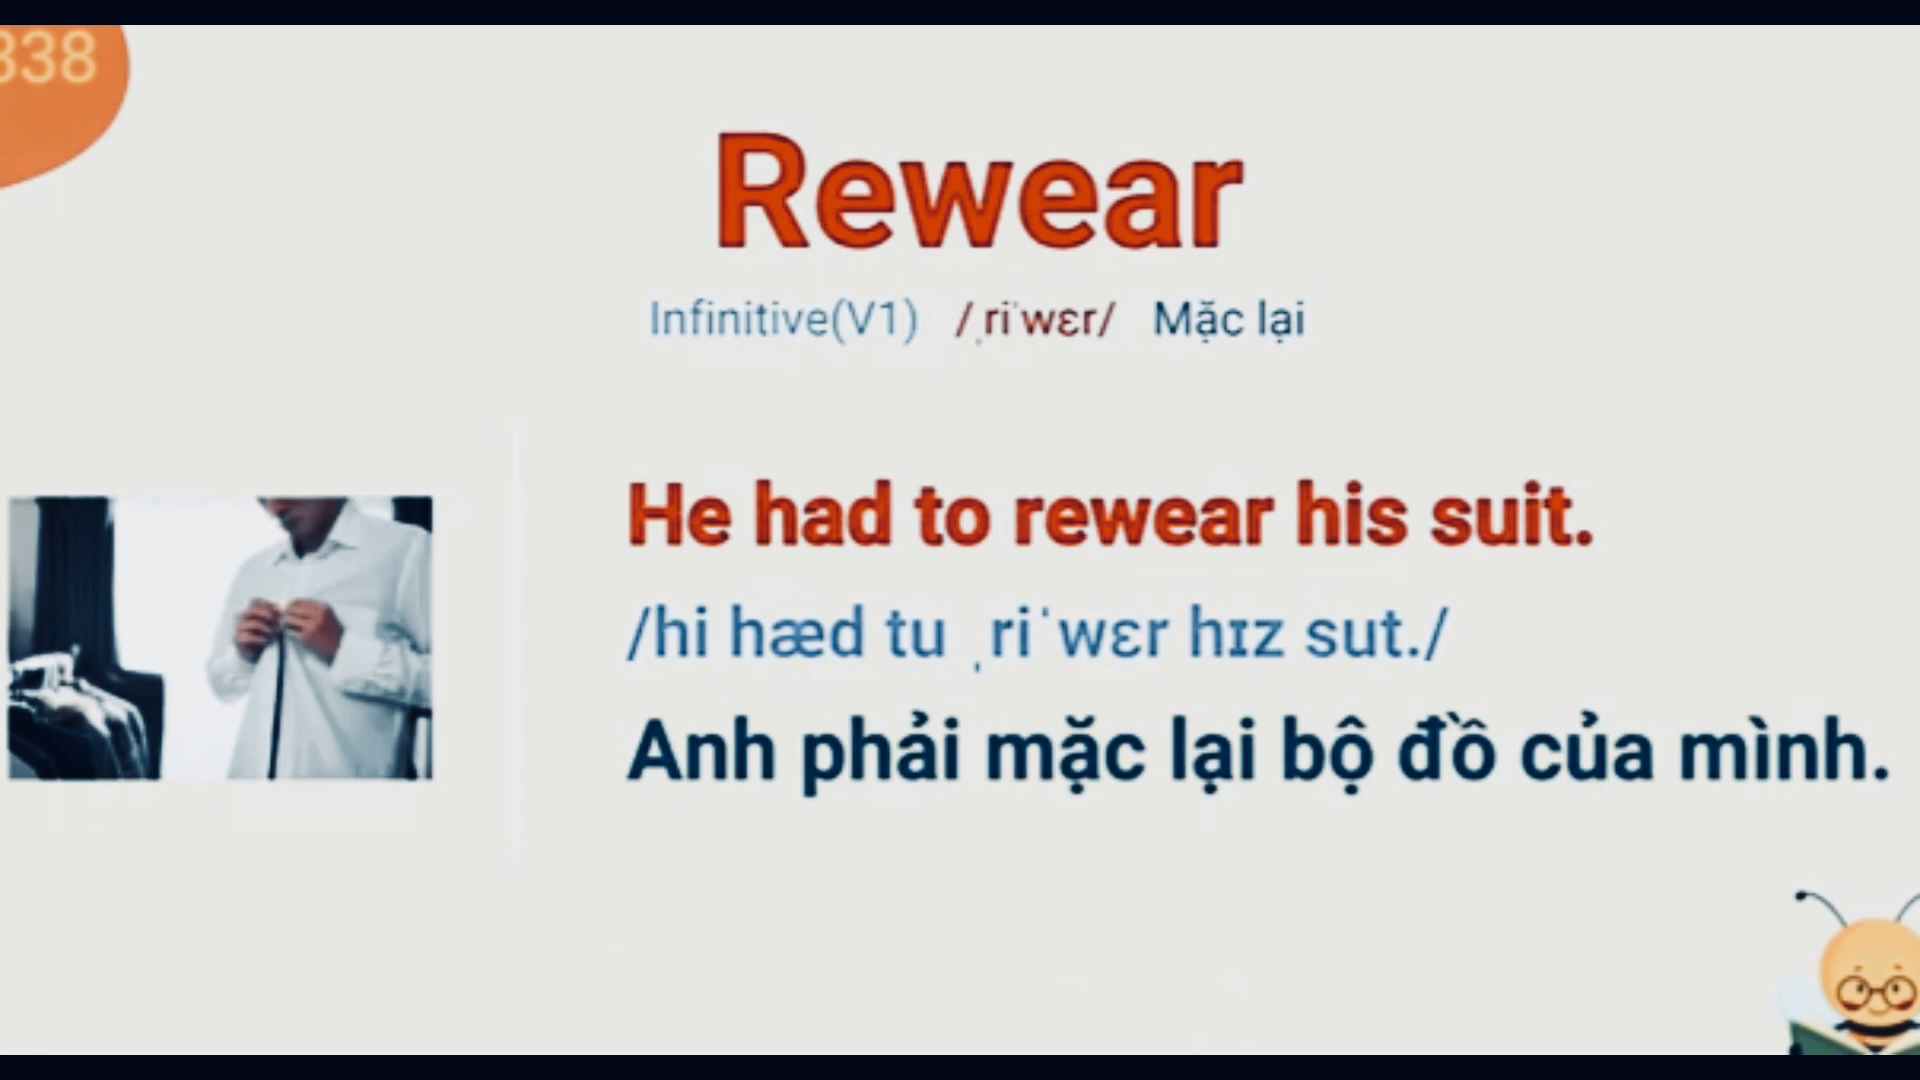 338
Rewear
Infinitive(V1) /ˌriˈwɛr/ Mặc lại
He had to rewear his suit.
/hi hæd tu ˌriˈwɛr hɪz sut./
Anh phải mặc lại bộ đồ của mình.